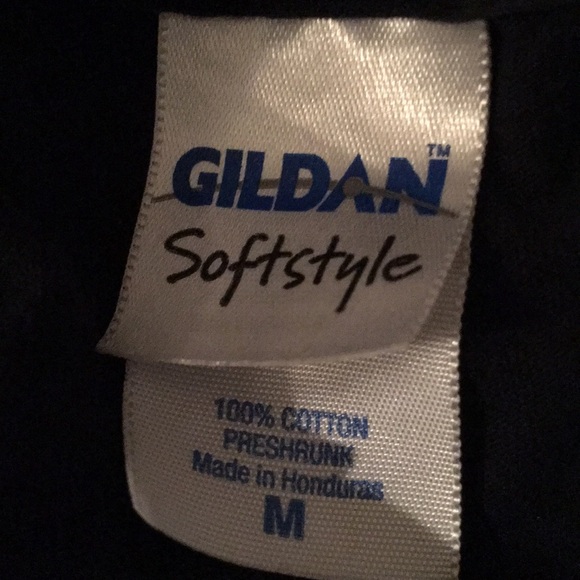 GILDAN™
Softstyle
100% COTTON
PRESHRUNK
Made in Honduras
M